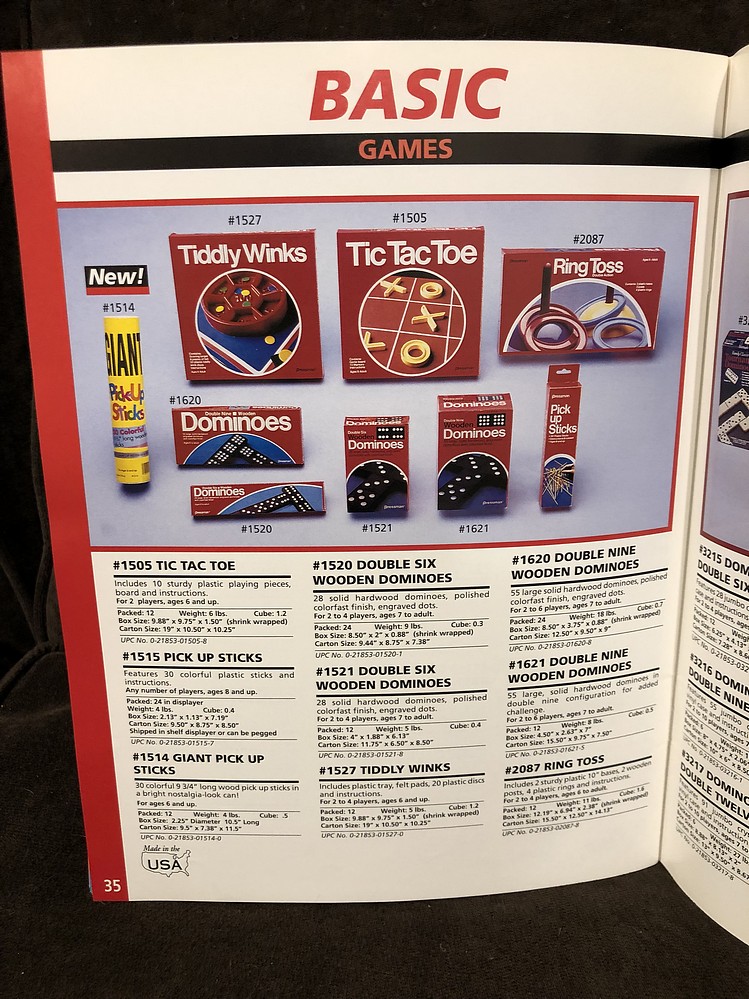 BASIC
GAMES
#1527
#1505
#2087
Tiddly Winks
Tic Tac Toe
Ring Toss
Double Action
New!
#1514
GIANT
Pick-Up
Sticks
#1620
Double Nine Wooden
Dominoes
Dominoes
#1520
Dominoes
Double Six
Wooden
Dominoes
#1521
Dominoes
Double Nine
Wooden
Dominoes
#1621
Pressman
Pick
up
Sticks
#1505 TIC TAC TOE
Includes 10 sturdy plastic playing pieces,
board and instructions.
For 2 players, ages 6 and up.
Packed: 12 Weight: 6 lbs. Cube: 1.2
Box Size: 9.88" x 9.75" x 1.50" (shrink wrapped)
Carton Size: 19" x 10.50" x 10.25"
UPC No. 0-21853-01505-8
#1515 PICK UP STICKS
Features 30 colorful plastic sticks and
instructions.
Any number of players, ages 8 and up.
Packed: 24 in displayer
Weight: 4 lbs. Cube: 0.4
Box Size: 2.13" x 1.13" x 7.19"
Carton Size: 9.50" x 8.75" x 8.50"
Shipped in shelf displayer or can be pegged
UPC No. 0-21853-01515-7
#1514 GIANT PICK UP
STICKS
30 colorful 9 3/4" long wood pick up sticks in
a bright nostalgia-look can!
For ages 6 and up.
Packed: 12 Weight: 4 lbs. Cube: .5
Box Size: 2.25" Diameter 10.5" Long
Carton Size: 9.5" x 7.38" x 11.5"
UPC No. 0-21853-01514-0
Made in the
USA
35
#1520 DOUBLE SIX
WOODEN DOMINOES
28 solid hardwood dominoes, polished
colorfast finish, engraved dots.
For 2 to 4 players, ages 7 to adult.
Packed: 24 Weight: 9 lbs. Cube: 0.3
Box Size: 8.50" x 2" x 0.88" (shrink wrapped)
Carton Size: 9.44" x 8.75" x 7.38"
UPC No. 0-21853-01520-1
#1521 DOUBLE SIX
WOODEN DOMINOES
28 solid hardwood dominoes, polished
colorfast finish, engraved dots.
For 2 to 4 players, ages 7 to adult.
Packed: 12 Weight: 5 lbs. Cube: 0.4
Box Size: 4" x 1.88" x 6.13"
Carton Size: 11.75" x 6.50" x 8.50"
UPC No. 0-21853-01521-8
#1527 TIDDLY WINKS
Includes plastic tray, felt pads, 20 plastic discs
and instructions.
For 2 to 4 players, ages 6 and up.
Packed: 12 Weight: 5 lbs. Cube: 1.2
Box Size: 9.88" x 9.75" x 1.50" (shrink wrapped)
Carton Size: 19" x 10.50" x 10.25"
UPC No. 0-21853-01527-0
#1620 DOUBLE NINE
WOODEN DOMINOES
55 large solid hardwood dominoes, polished
colorfast finish, engraved dots.
For 2 to 6 players, ages 7 to adult.
Packed: 24 Weight: 18 lbs. Cube: 0.7
Box Size: 8.50" x 3.75" x 0.88" (shrink wrapped)
Carton Size: 12.50" x 9.50" x 9"
UPC No. 0-21853-01620-8
#1621 DOUBLE NINE
WOODEN DOMINOES
55 large, solid hardwood dominoes in
double nine configuration for added
challenge.
For 2 to 6 players, ages 7 to adult.
Packed: 12 Weight: 8 lbs. Cube: 0.5
Box Size: 4.50" x 2.63" x 7"
Carton Size: 15.50" x 9.75" x 7.50"
UPC No. 0-21853-01621-5
#2087 RING TOSS
Includes 2 sturdy plastic 10" bases, 2 wooden
posts, 4 plastic rings and instructions.
For 2 to 4 players, ages 6 to adult.
Packed: 12 Weight: 11 lbs. Cube: 1.6
Box Size: 12.19" x 6.94" x 2.38" (shrink wrapped)
Carton Size: 15.50" x 12.50" x 14.13"
UPC No. 0-21853-02087-8
#3215 DOM
DOUBLE SIX
#3216 DOMIN
DOUBLE NINE
#3217 DOMINO
DOUBLE TWELV